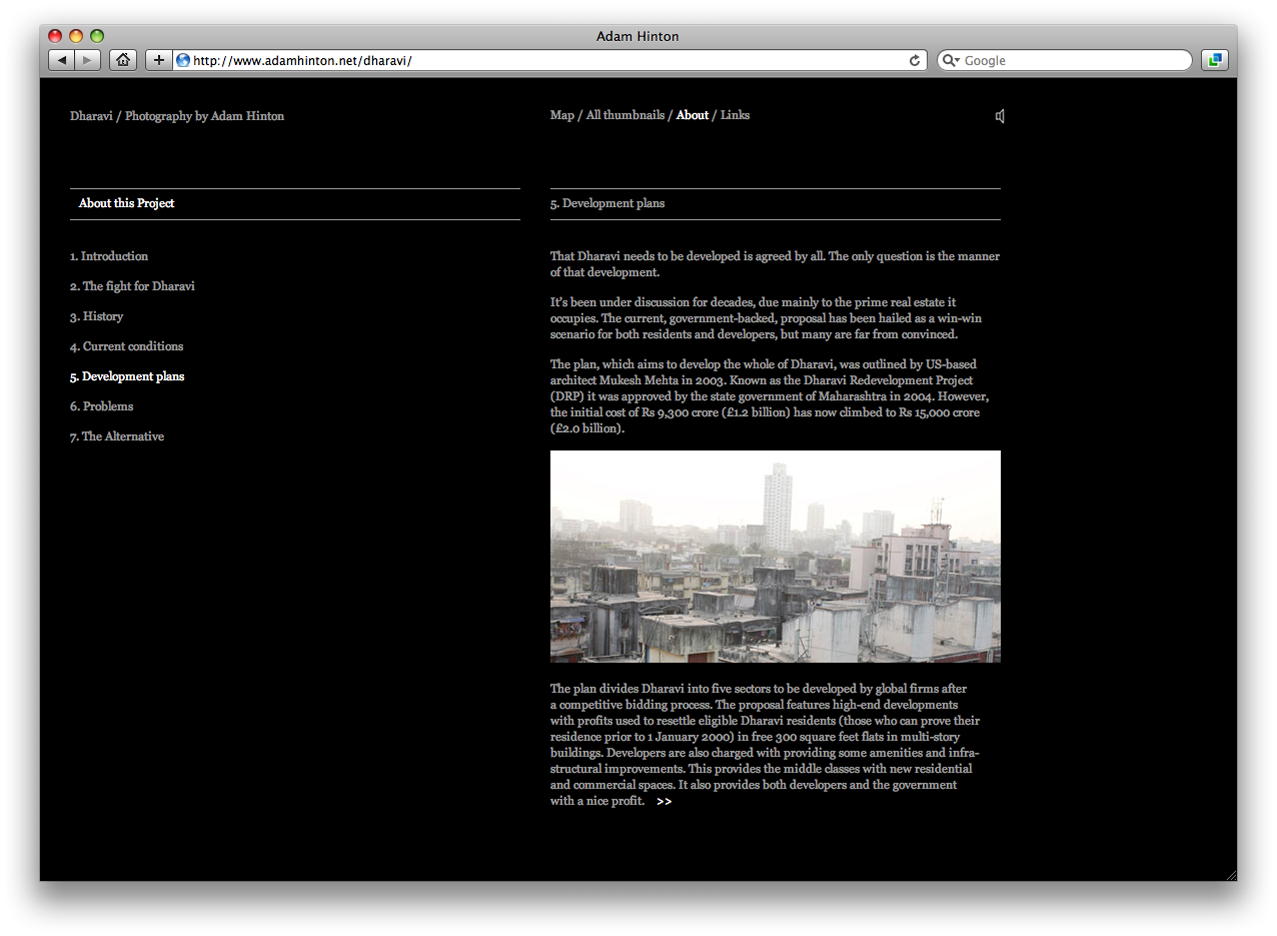 Adam Hinton
http://www.adamhinton.net/dharavi/
Google
Dharavi / Photography by Adam Hinton
Map / All thumbnails / About / Links
About this Project
1. Introduction
2. The fight for Dharavi
3. History
4. Current conditions
5. Development plans
6. Problems
7. The Alternative
5. Development plans
That Dharavi needs to be developed is agreed by all. The only question is the manner
of that development.
It's been under discussion for decades, due mainly to the prime real estate it
occupies. The current, government-backed, proposal has been hailed as a win-win
scenario for both residents and developers, but many are far from convinced.
The plan, which aims to develop the whole of Dharavi, was outlined by US-based
architect Mukesh Mehta in 2003. Known as the Dharavi Redevelopment Project
(DRP) it was approved by the state government of Maharashtra in 2004. However,
the initial cost of Rs 9,300 crore (£1.2 billion) has now climbed to Rs 15,000 crore
(£2.0 billion).
The plan divides Dharavi into five sectors to be developed by global firms after
a competitive bidding process. The proposal features high-end developments
with profits used to resettle eligible Dharavi residents (those who can prove their
residence prior to 1 January 2000) in free 300 square feet flats in multi-story
buildings. Developers are also charged with providing some amenities and infra-
structural improvements. This provides the middle classes with new residential
and commercial spaces. It also provides both developers and the government
with a nice profit. >>